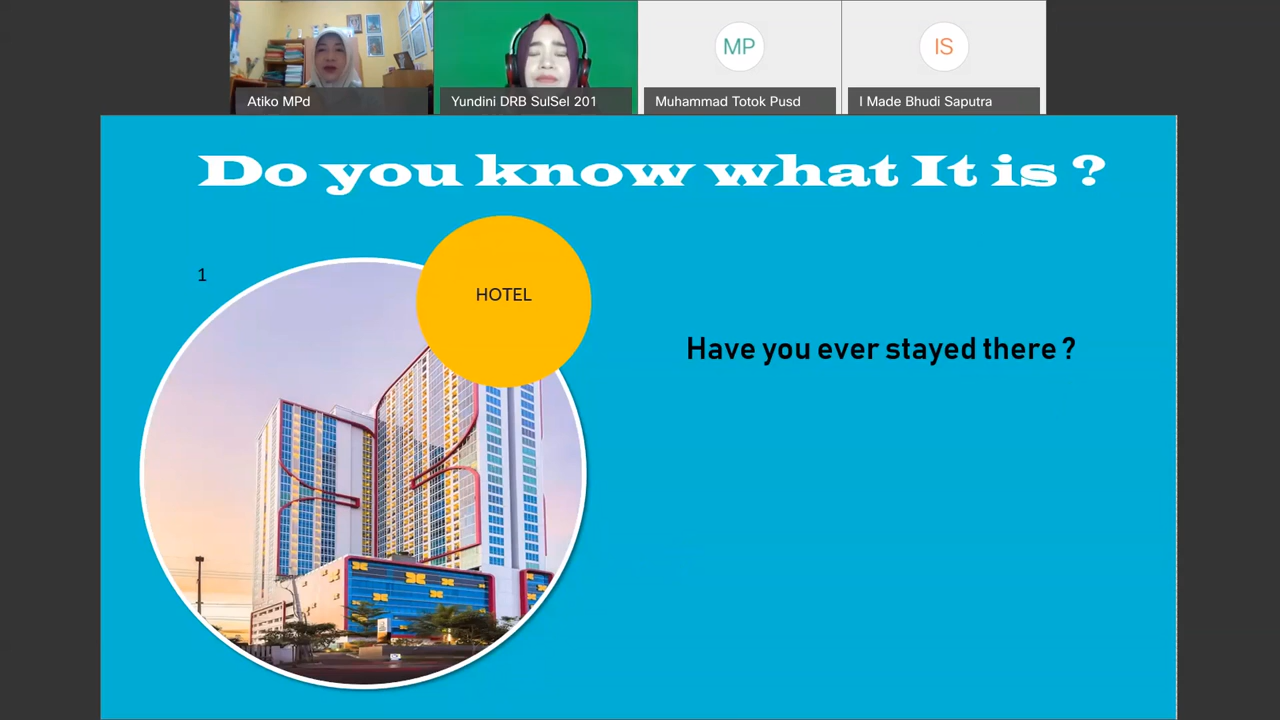 MP
IS
Atiko MPd
Yundini DRB SulSel 201
Muhammad Totok Pusd
I Made Bhudi Saputra
Do you know what It is ?
1
HOTEL
Have you ever stayed there ?